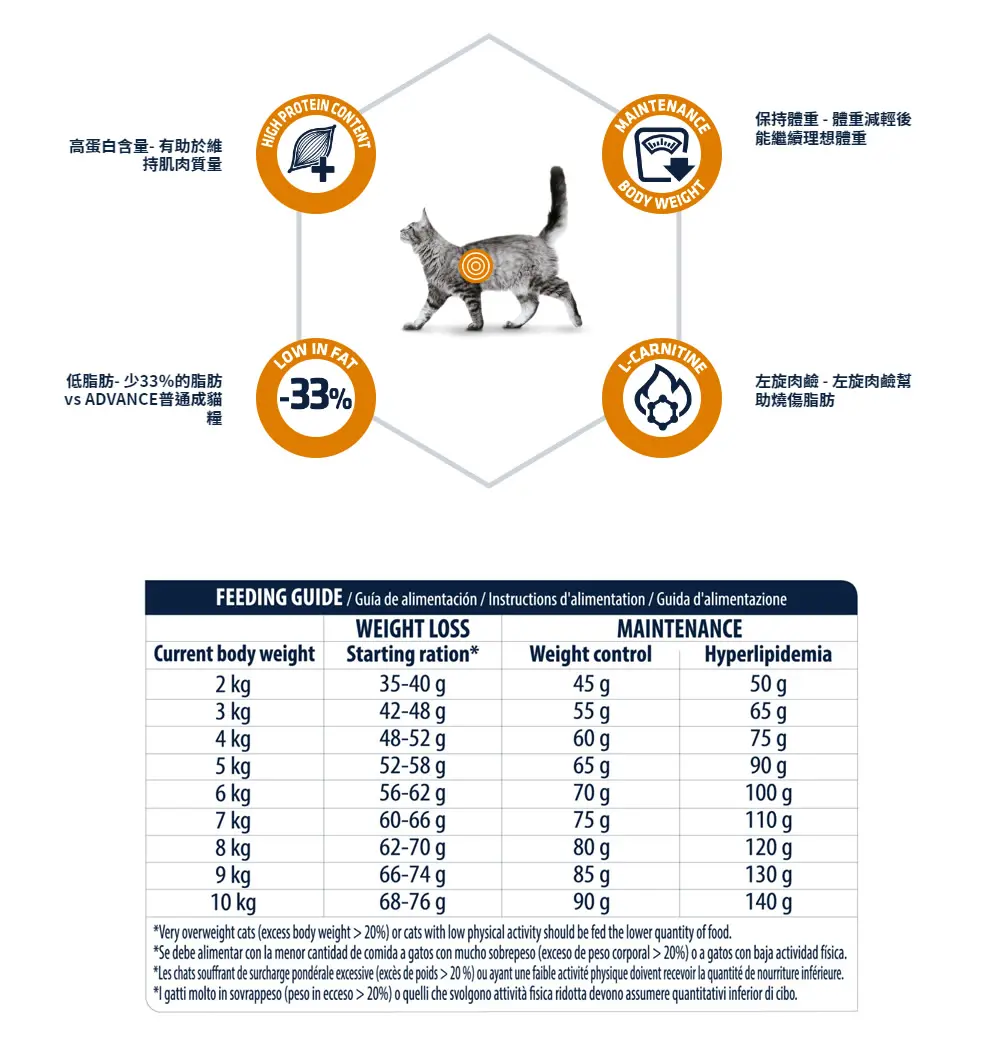 HIGH PROTEIN CONTENT
高蛋白含量- 有助於維
持肌肉質量
MAINTENANCE
BODY WEIGHT
保持體重 - 體重減輕後
能繼續理想體重
LOW IN FAT
-33%
低脂肪- 少33%的脂肪
vs ADVANCE普通成貓
糧
L-CARNITINE
左旋肉鹼 - 左旋肉鹼幫
助燒傷脂肪
FEEDING GUIDE / Guía de alimentación / Instructions d'alimentation / Guida d'alimentazione
WEIGHT LOSS MAINTENANCE
Current body weight Starting ration* Weight control Hyperlipidemia
2 kg 35-40 g 45 g 50 g
3 kg 42-48 g 55 g 65 g
4 kg 48-52 g 60 g 75 g
5 kg 52-58 g 65 g 90 g
6 kg 56-62 g 70 g 100 g
7 kg 60-66 g 75 g 110 g
8 kg 62-70 g 80 g 120 g
9 kg 66-74 g 85 g 130 g
10 kg 68-76 g 90 g 140 g
*Very overweight cats (excess body weight > 20%) or cats with low physical activity should be fed the lower quantity of food.
*Se debe alimentar con la menor cantidad de comida a gatos con mucho sobrepeso (exceso de peso corporal > 20%) o a gatos con baja actividad física.
*Les chats souffrant de surcharge pondérale excessive (excès de poids > 20 %) ou ayant une faible activité physique doivent recevoir la quantité de nourriture inférieure.
*I gatti molto in sovrappeso (peso in eccesso > 20%) o quelli che svolgono attività fisica ridotta devono assumere quantitativi inferior di cibo.